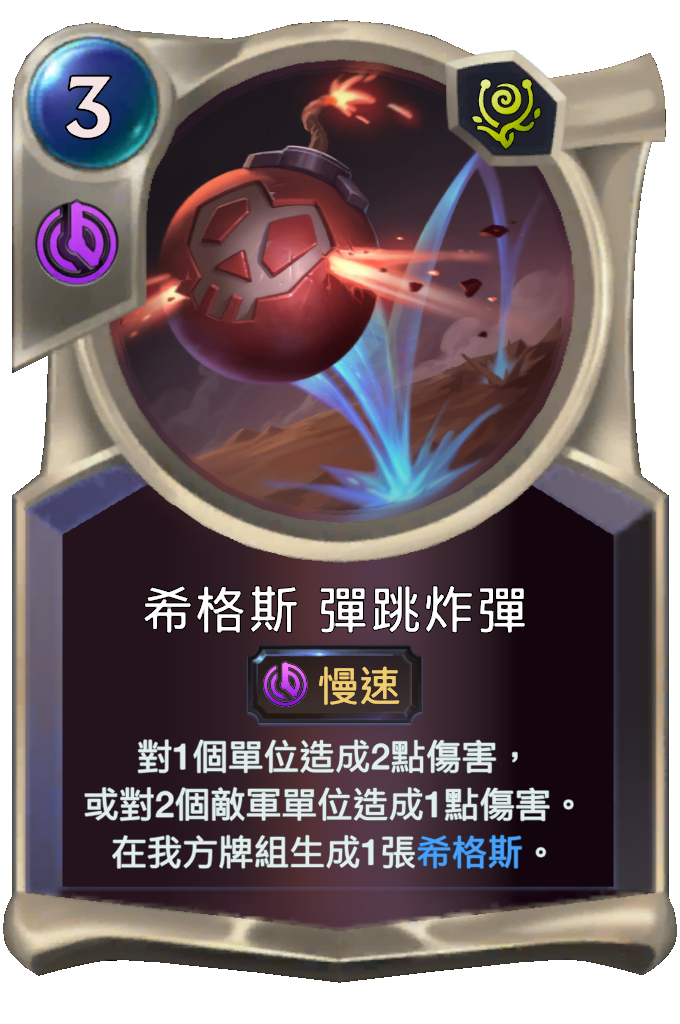 3
希格斯 彈跳炸彈
慢速
對1個單位造成2點傷害，
或對2個敵軍單位造成1點傷害。
在我方牌組生成1張希格斯。